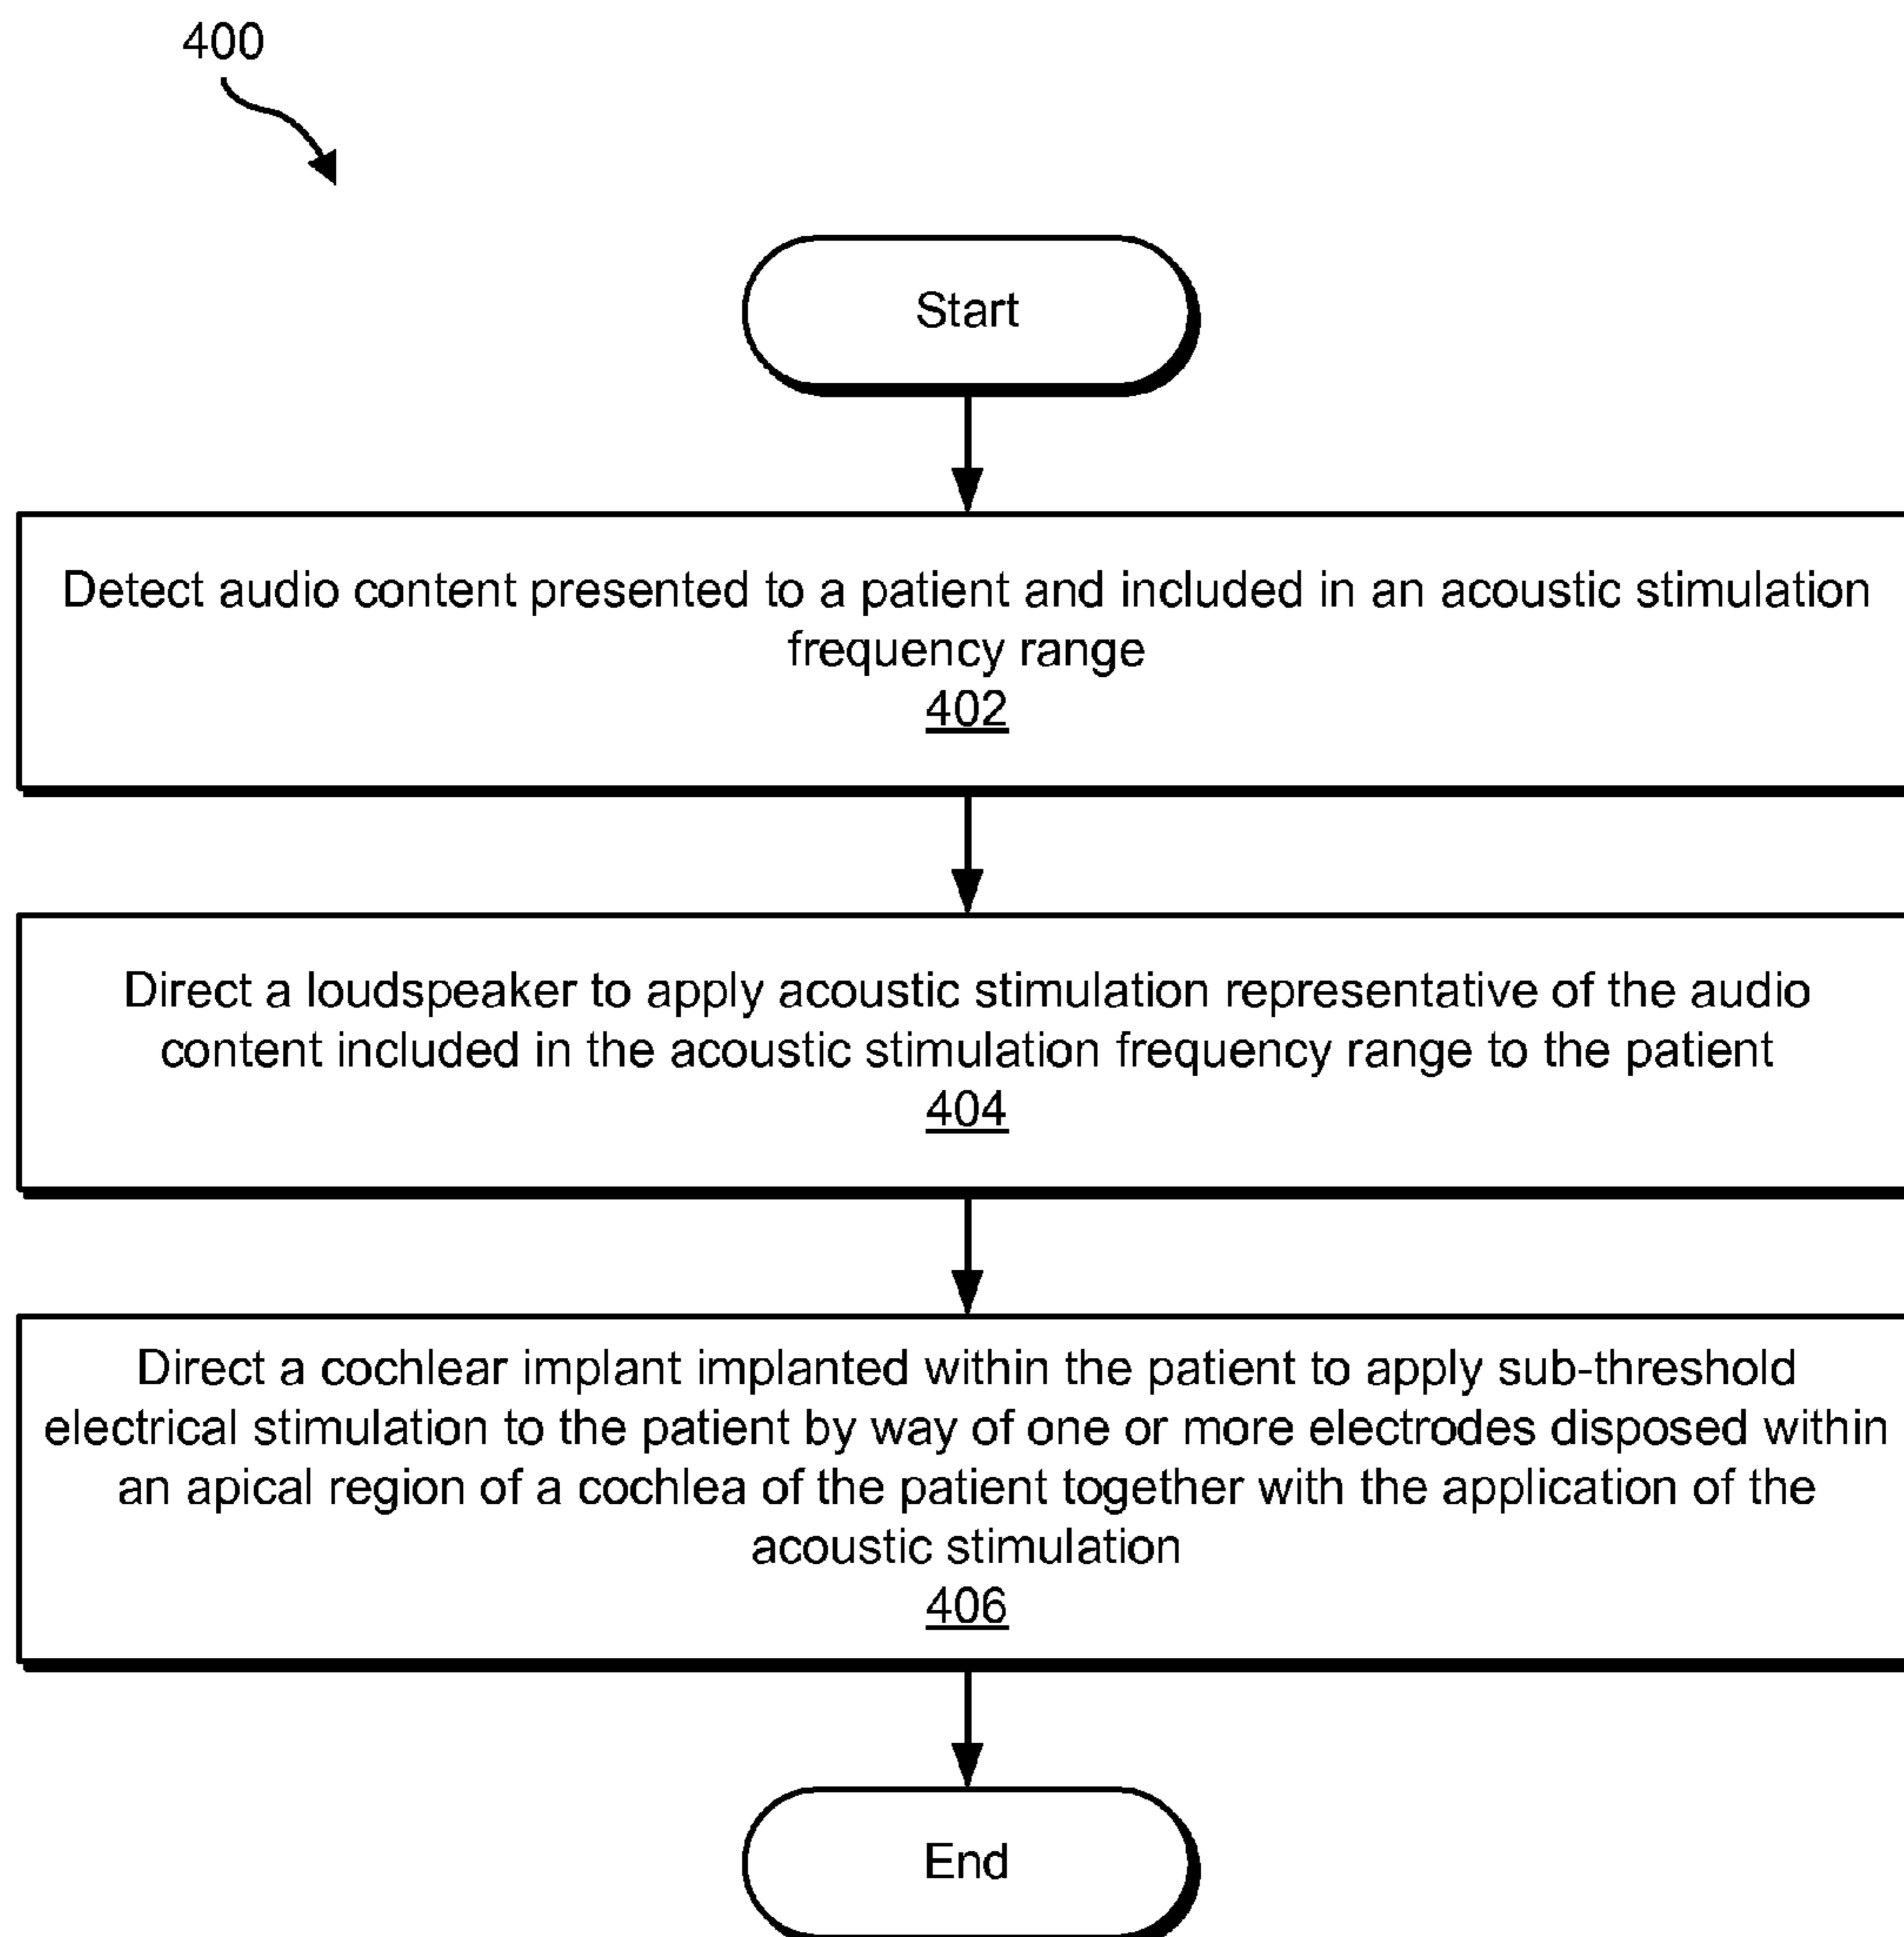 400
Start
Detect audio content presented to a patient and included in an acoustic stimulation
frequency range
402
Direct a loudspeaker to apply acoustic stimulation representative of the audio
content included in the acoustic stimulation frequency range to the patient
404
Direct a cochlear implant implanted within the patient to apply sub-threshold
electrical stimulation to the patient by way of one or more electrodes disposed within
an apical region of a cochlea of the patient together with the application of the
acoustic stimulation
406
End